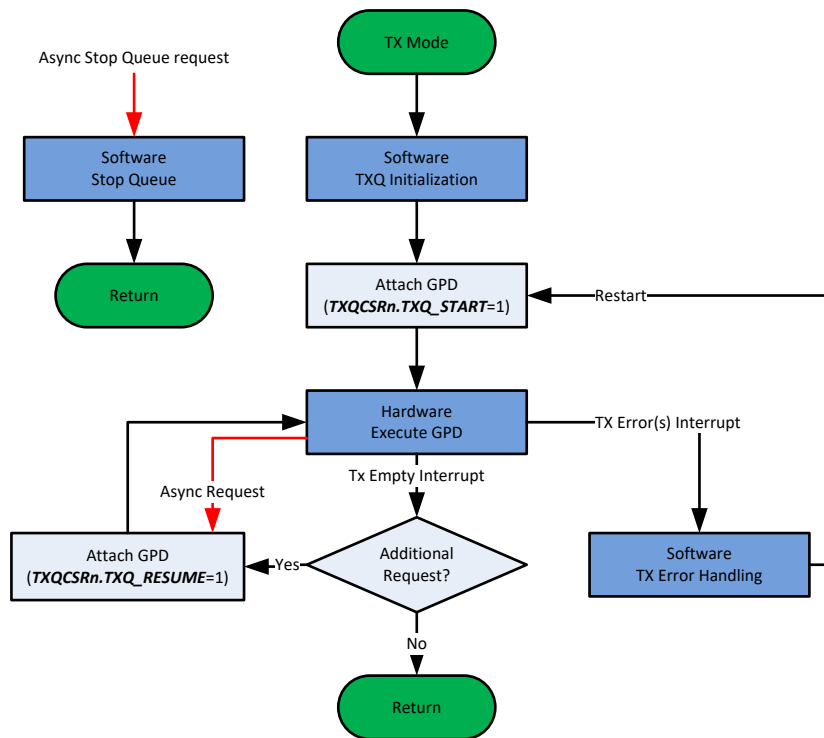 TX Mode
Async Stop Queue request
Software
Stop Queue
Software
TXQ Initialization
Return
Attach GPD
(TXQCSRn.TXQ_START=1)
Restart
Hardware
Execute GPD
TX Error(s) Interrupt
Tx Empty Interrupt
Async Request
Attach GPD
(TXQCSRn.TXQ_RESUME=1)
Yes
Additional
Request?
Software
TX Error Handling
No
Return